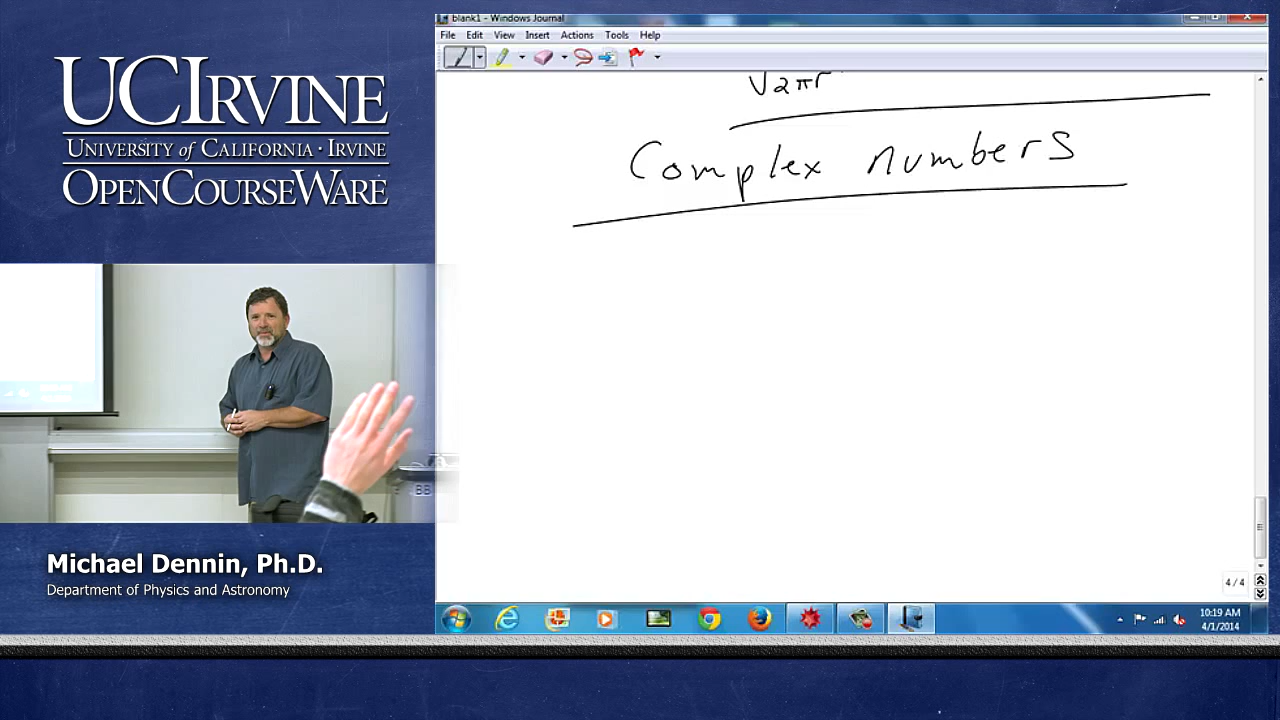 UCIRVINE
UNIVERSITY of CALIFORNIA · IRVINE
OPENCOURSEWARE
Michael Dennin, Ph.D.
Department of Physics and Astronomy
blank1 - Windows Journal
File Edit View Insert Actions Tools Help
√2πr
Complex numbers
4 / 4
10:19 AM
4/1/2014